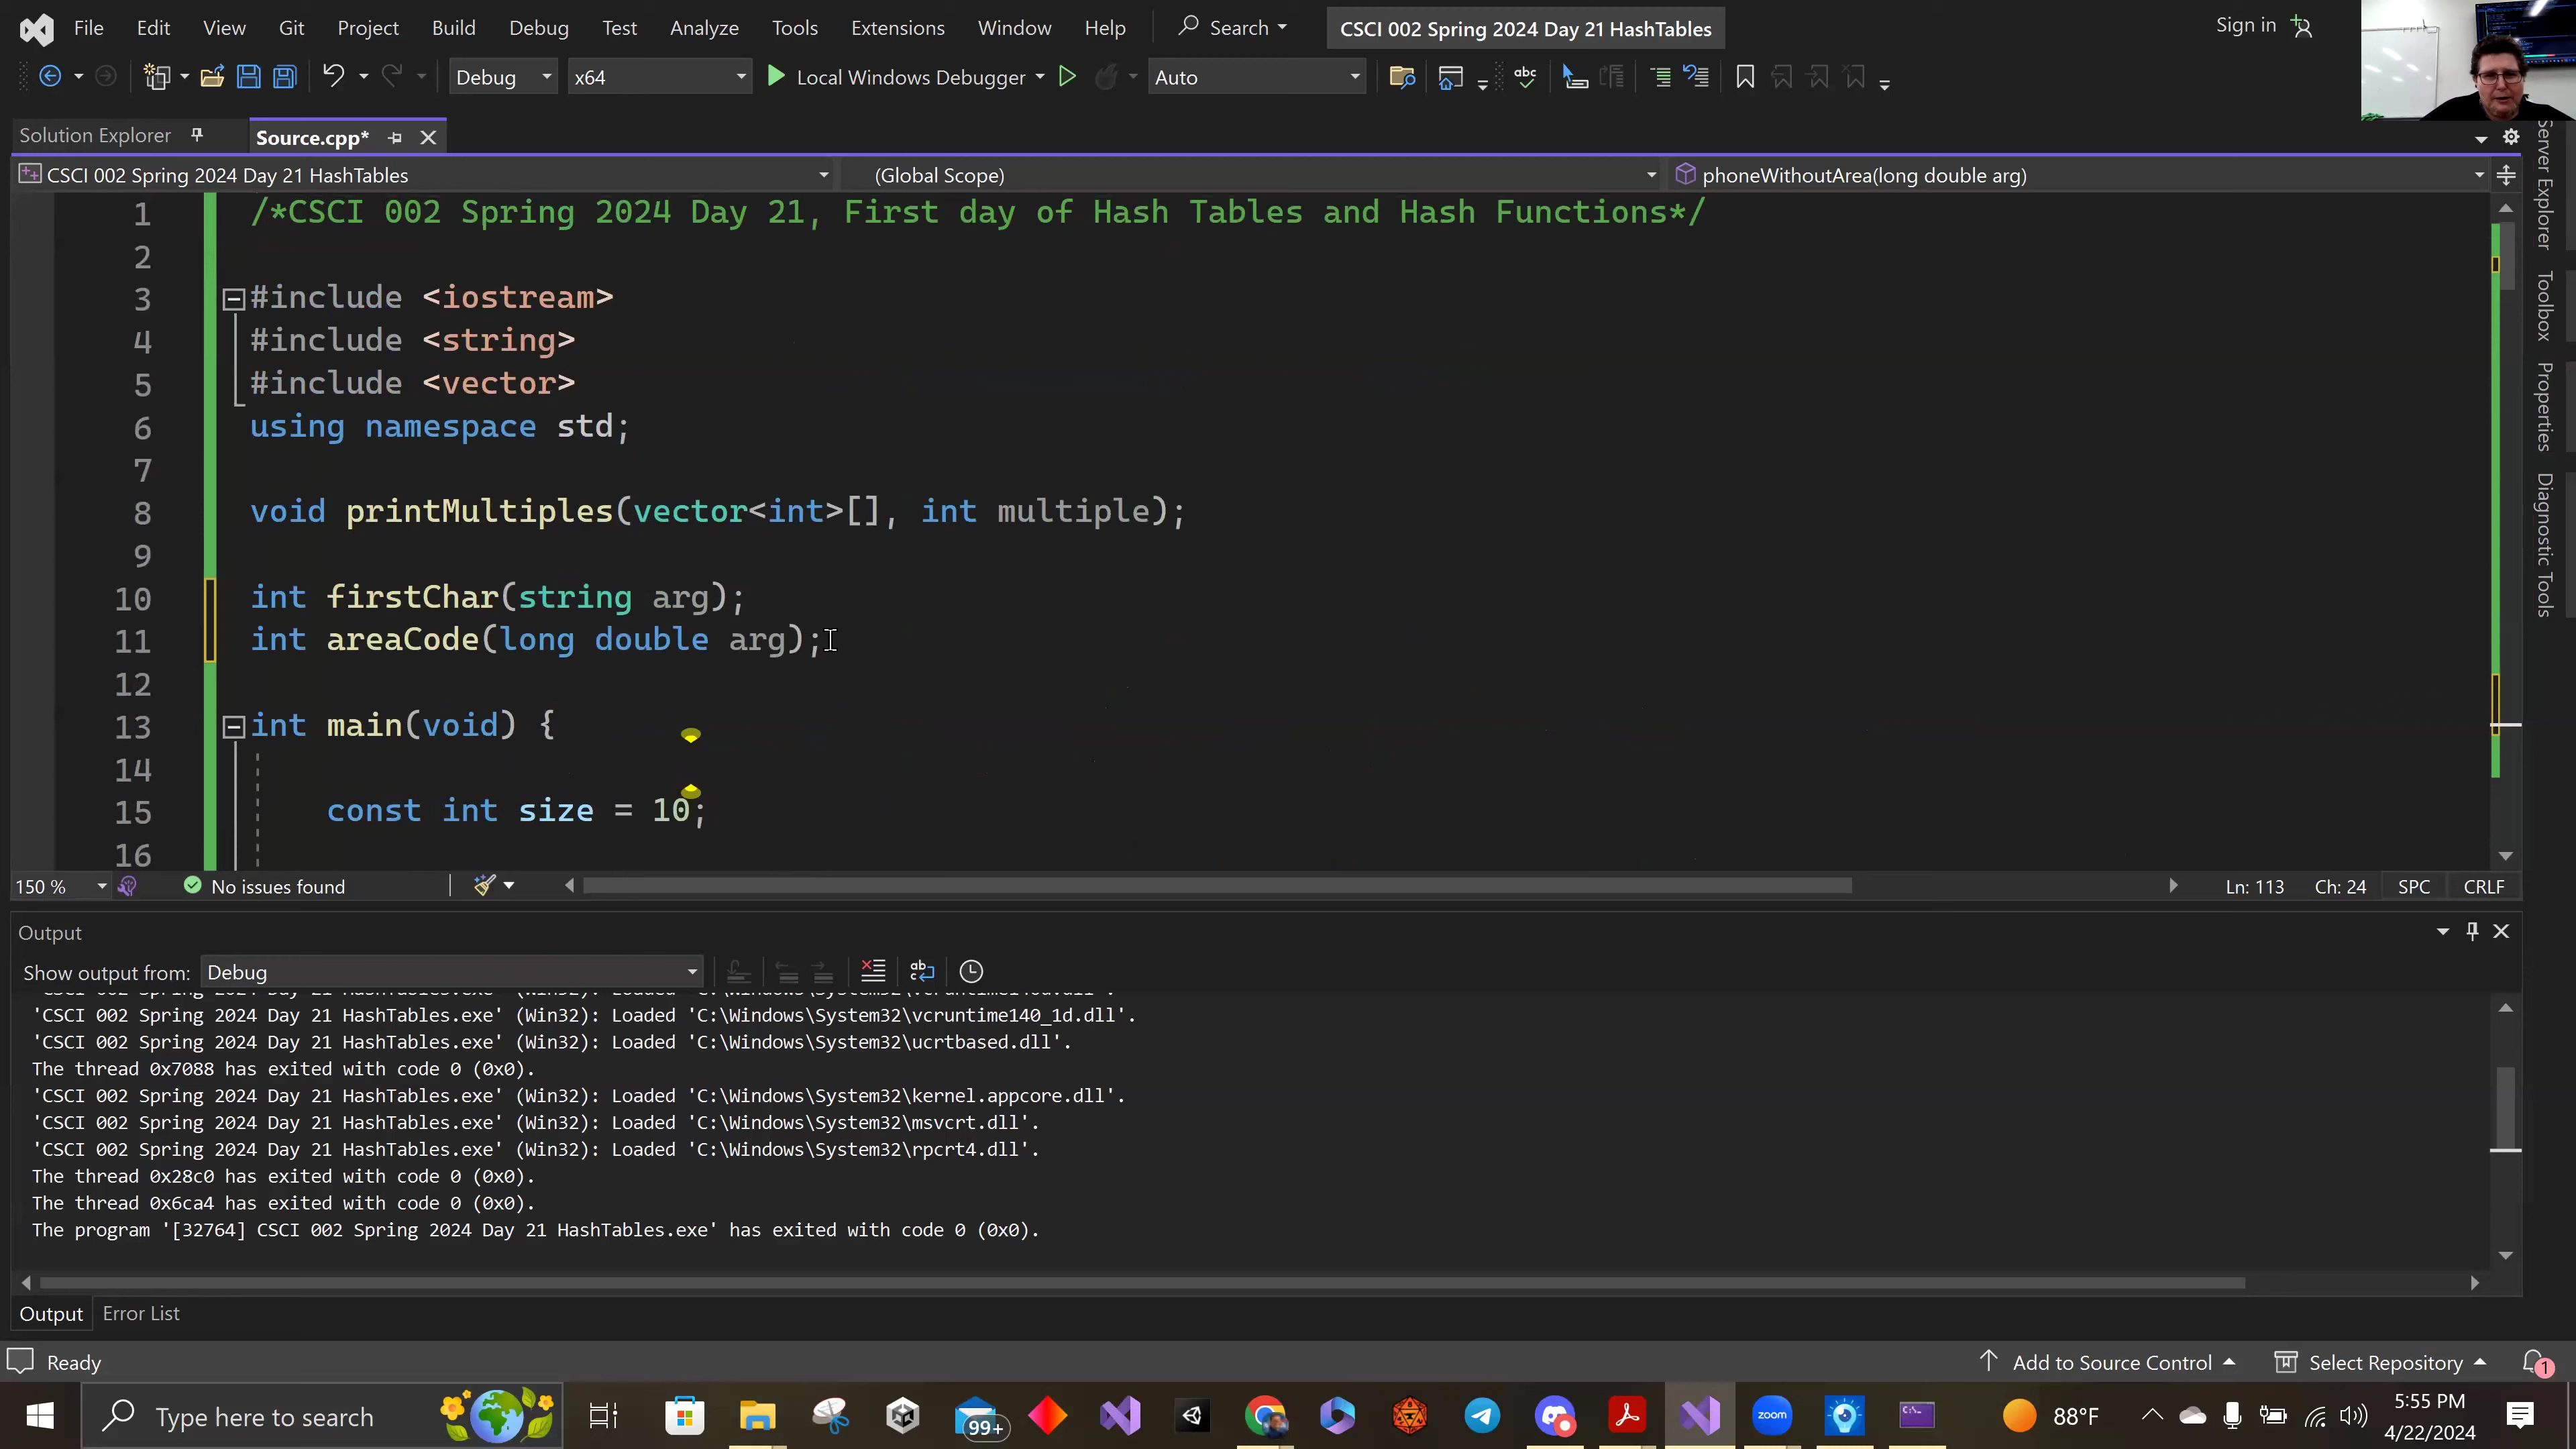 File Edit View Git Project Build Debug Test Analyze Tools Extensions Window Help Search CSCI 002 Spring 2024 Day 21 HashTables Sign in
Debug x64 Local Windows Debugger Auto
Solution Explorer Source.cpp*
CSCI 002 Spring 2024 Day 21 HashTables (Global Scope) phoneWithoutArea(long double arg)
1 /*CSCI 002 Spring 2024 Day 21, First day of Hash Tables and Hash Functions*/
2
3 #include <iostream>
4 #include <string>
5 #include <vector>
6 using namespace std;
7
8 void printMultiples(vector<int>[], int multiple);
9
10 int firstChar(string arg);
11 int areaCode(long double arg);
12
13 int main(void) {
14
15 const int size = 10;
16
150 % No issues found Ln: 113 Ch: 24 SPC CRLF
Server Explorer
Toolbox
Properties
Diagnostic Tools
Output
Show output from: Debug
'CSCI 002 Spring 2024 Day 21 HashTables.exe' (Win32): Loaded 'C:\Windows\System32\vcruntime140_1d.dll'.
'CSCI 002 Spring 2024 Day 21 HashTables.exe' (Win32): Loaded 'C:\Windows\System32\ucrtbased.dll'.
The thread 0x7088 has exited with code 0 (0x0).
'CSCI 002 Spring 2024 Day 21 HashTables.exe' (Win32): Loaded 'C:\Windows\System32\kernel.appcore.dll'.
'CSCI 002 Spring 2024 Day 21 HashTables.exe' (Win32): Loaded 'C:\Windows\System32\msvcrt.dll'.
'CSCI 002 Spring 2024 Day 21 HashTables.exe' (Win32): Loaded 'C:\Windows\System32\rpcrt4.dll'.
The thread 0x28c0 has exited with code 0 (0x0).
The thread 0x6ca4 has exited with code 0 (0x0).
The program '[32764] CSCI 002 Spring 2024 Day 21 HashTables.exe' has exited with code 0 (0x0).
Output Error List
Ready Add to Source Control Select Repository 1
Type here to search 99+ zoom 88°F 5:55 PM
4/22/2024